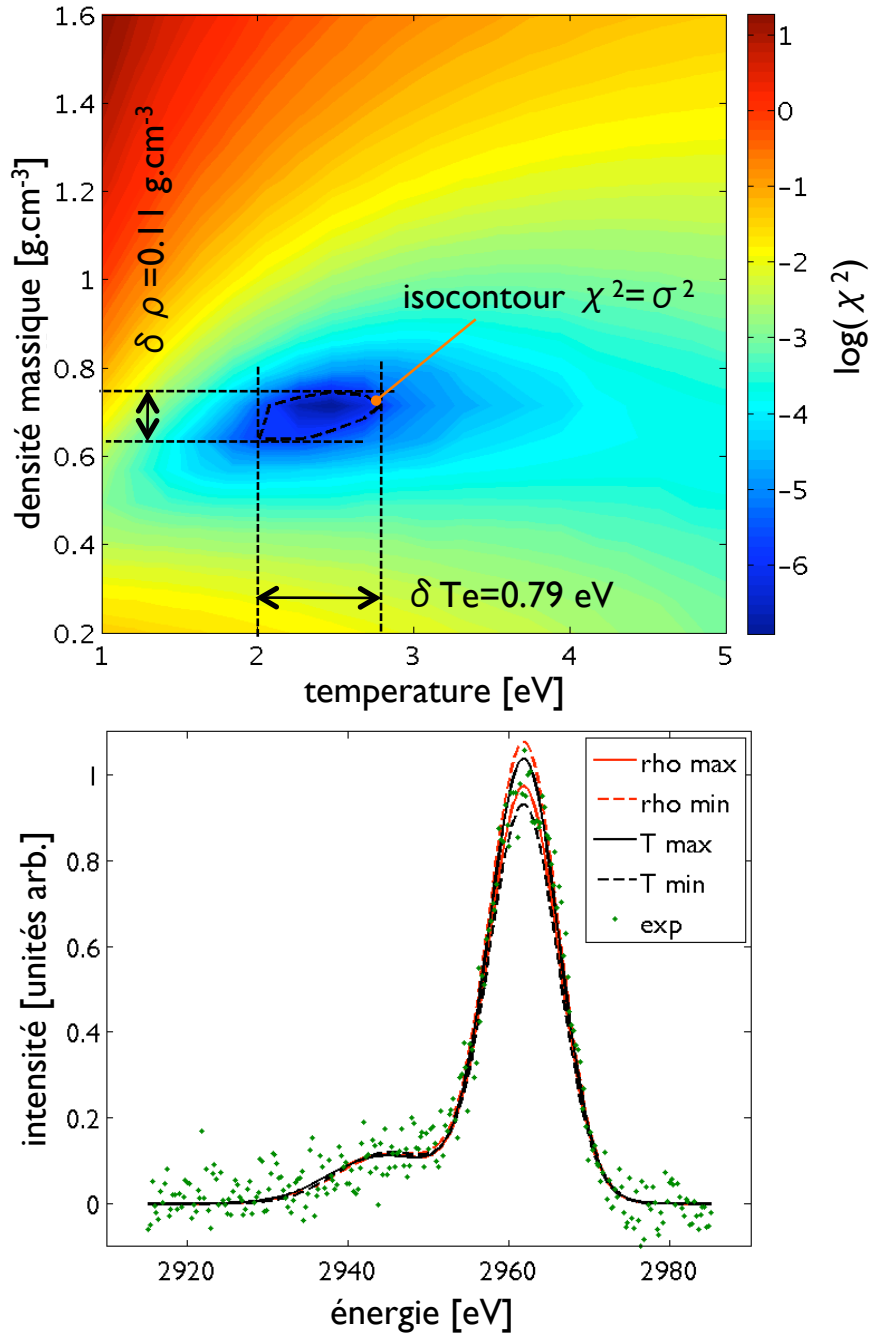 1.6
1.4
1.2
1
0.8
0.6
0.4
0.2
densité massique [g.cm-3]
δ ρ =0.11 g.cm-3
isocontour χ 2= σ 2
δ Te=0.79 eV
1
2
3
4
5
temperature [eV]
1
0
−1
−2
−3
−4
−5
−6
log( χ 2)
1
0.8
0.6
0.4
0.2
0
intensité [unités arb.]
rho max
rho min
T max
T min
exp
2920
2940
2960
2980
énergie [eV]